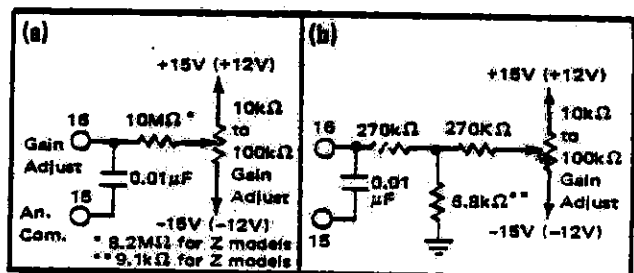 (a)
+15V (+12V)
16
10MΩ*
10kΩ
to
100kΩ
Gain
Adjust
Gain
Adjust
0.01µF
15
An.
Com.
-15V (-12V)
* 8.2MΩ for Z models
** 9.1kΩ for Z models
(b)
+15V (+12V)
16
270kΩ
270KΩ
10kΩ
to
100kΩ
Gain
Adjust
0.01
µF
6.8kΩ**
15
-15V (-12V)